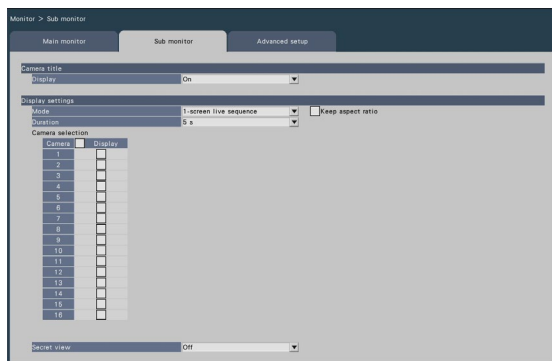 Monitor > Sub monitor
Main monitor Sub monitor Advanced setup
Camera title
Display On
Display settings
Mode 1-screen live sequence Keep aspect ratio
Duration 5 s
Camera selection
Camera Display
1
2
3
4
5
6
7
8
9
10
11
12
13
14
15
16
Secret view Off